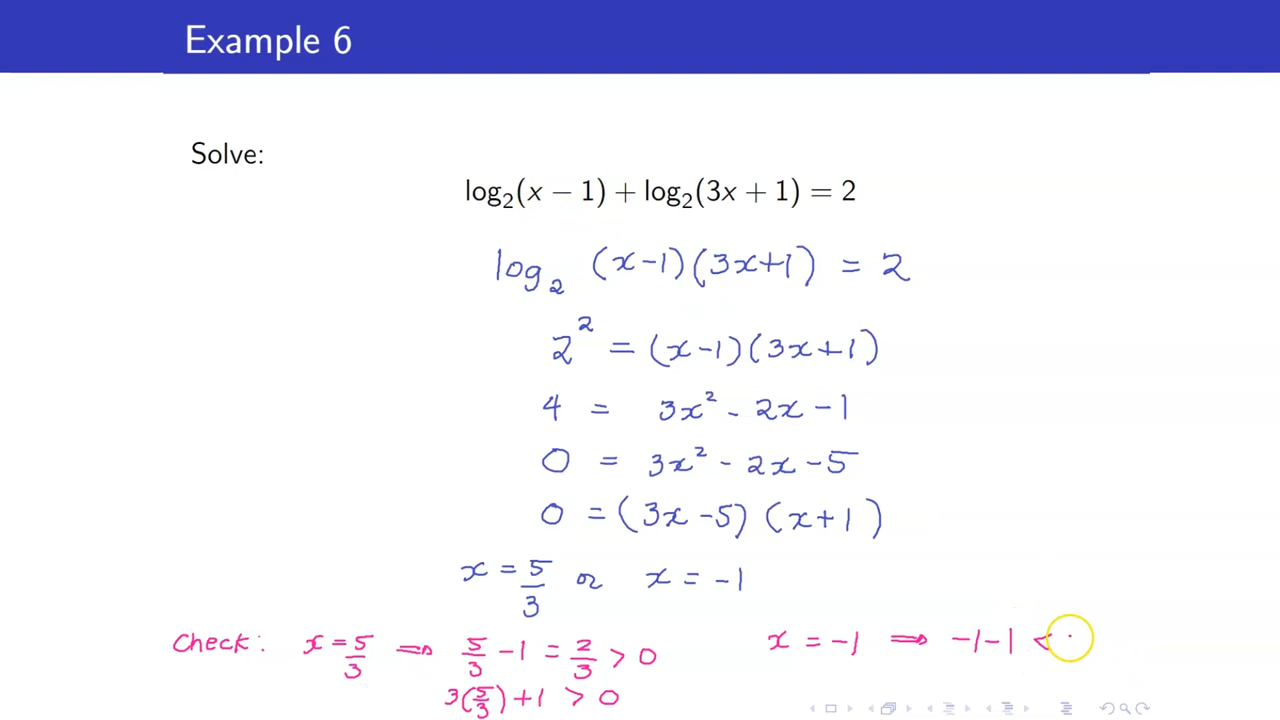 Example 6
Solve:
log₂(x − 1) + log₂(3x + 1) = 2
log₂ (x−1)(3x+1) = 2
2² = (x−1)(3x+1)
4 = 3x² - 2x − 1
0 = 3x² - 2x − 5
0 = (3x −5) (x+1)
x = 5/3 or x = −1
Check: x = 5/3 ⟹ 5/3 − 1 = 2/3 > 0 x = −1 ⟹ −1−1 <
3(5/3) + 1 > 0